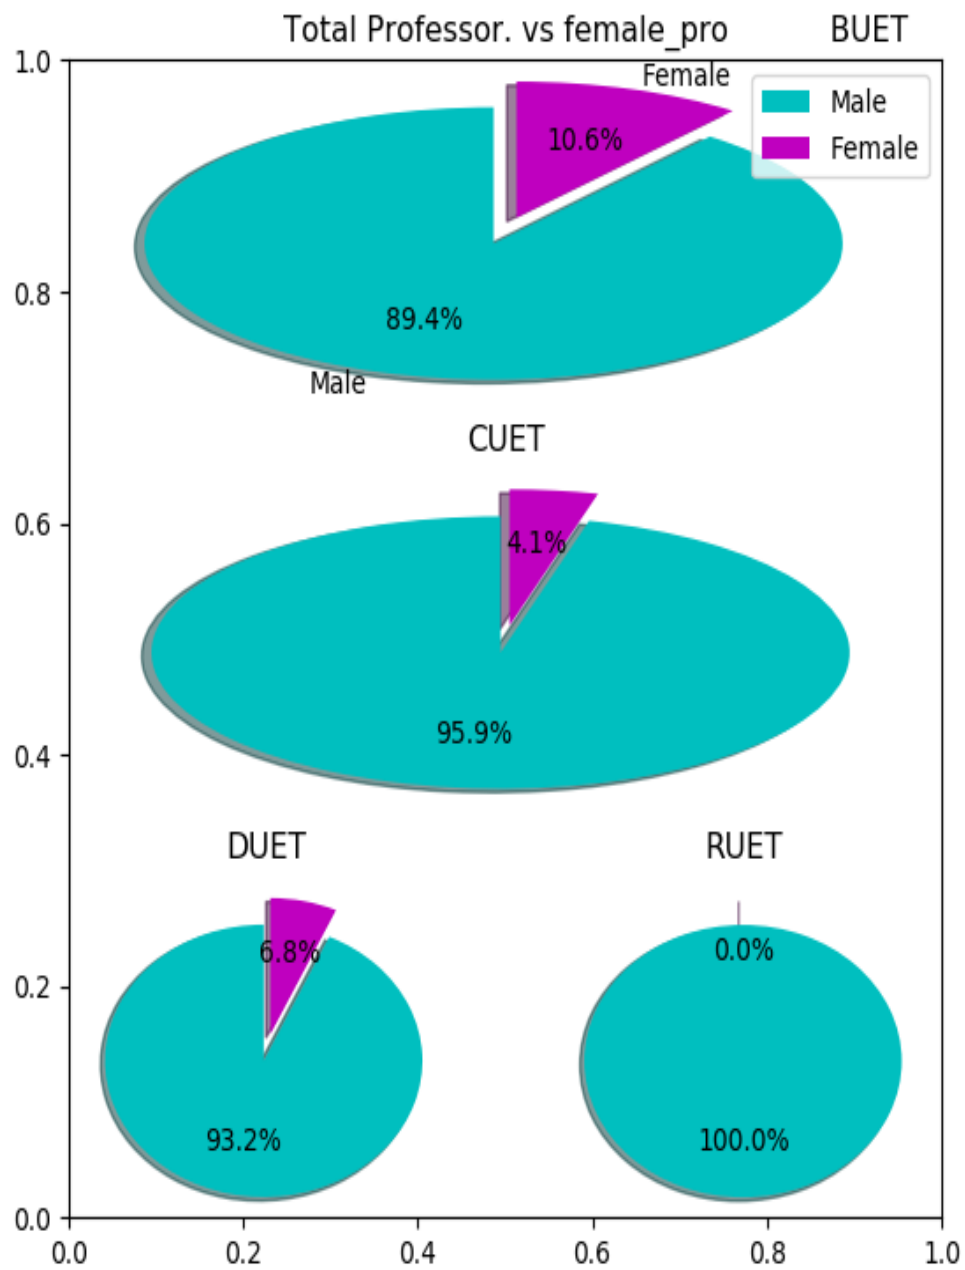 Total Professor. vs female_pro BUET
1.0
Female
Male
Female
10.6%
0.8
89.4%
Male
CUET
0.6
4.1%
95.9%
0.4
DUET RUET
6.8% 0.0%
0.2
93.2% 100.0%
0.0
0.0 0.2 0.4 0.6 0.8 1.0